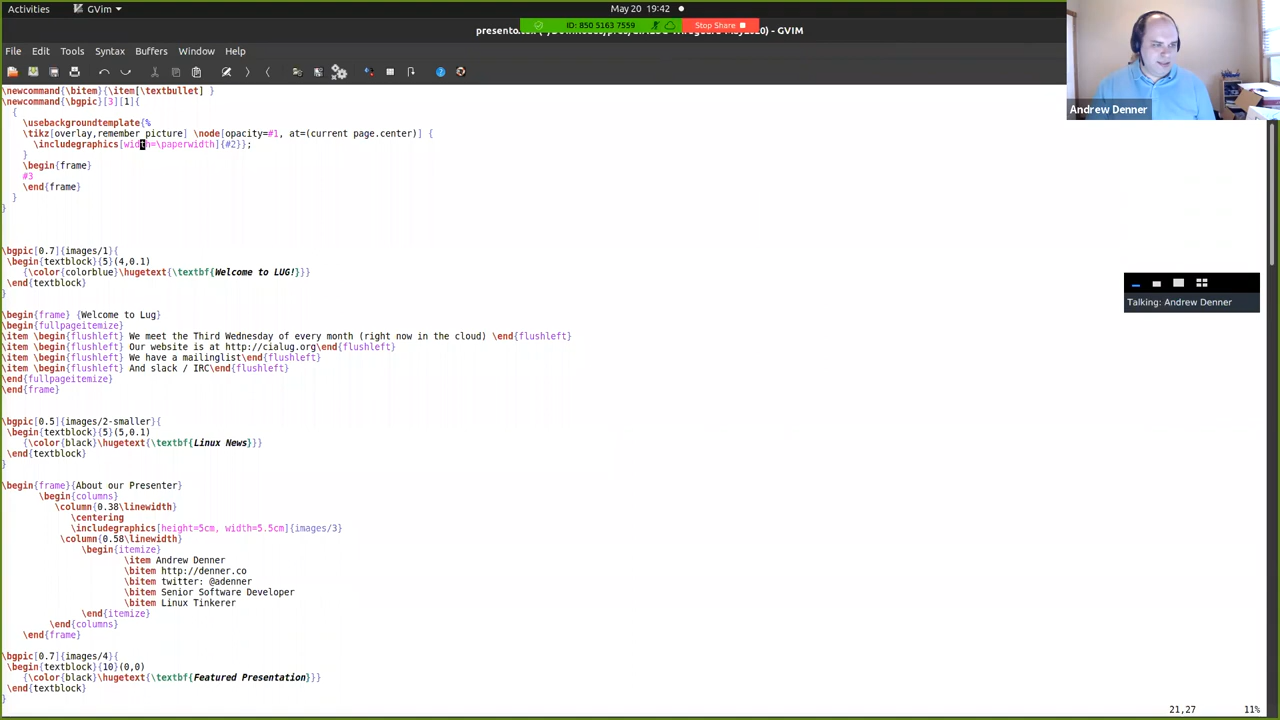 Activities
GVim
May 20 19:42
ID: 850 5163 7559
Stop Share
- GVIM
File Edit Tools Syntax Buffers Window Help
Andrew Denner
\newcommand{\bitem}{\item[\textbullet] }
\newcommand{\bgpic}[3][1]{
{
\usebackgroundtemplate{%
\tikz[overlay,remember picture] \node[opacity=#1, at=(current page.center)] {
\includegraphics[width=\paperwidth]{#2}};
}
\begin{frame}
#3
\end{frame}
}
}
\bgpic[0.7]{images/1}{
\begin{textblock}{5}(4,0.1)
{\color{colorblue}\hugetext{\textbf{Welcome to LUG!}}}
\end{textblock}
}
\begin{frame} {Welcome to Lug}
\begin{fullpageitemize}
\item \begin{flushleft} We meet the Third Wednesday of every month (right now in the cloud) \end{flushleft}
\item \begin{flushleft} Our website is at http://cialug.org\end{flushleft}
\item \begin{flushleft} We have a mailinglist\end{flushleft}
\item \begin{flushleft} And slack / IRC\end{flushleft}
\end{fullpageitemize}
\end{frame}
Talking: Andrew Denner
\bgpic[0.5]{images/2-smaller}{
\begin{textblock}{5}(5,0.1)
{\color{black}\hugetext{\textbf{Linux News}}}
\end{textblock}
}
\begin{frame}{About our Presenter}
\begin{columns}
\column{0.38\linewidth}
\centering
\includegraphics[height=5cm, width=5.5cm]{images/3}
\column{0.58\linewidth}
\begin{itemize}
\item Andrew Denner
\bitem http://denner.co
\bitem twitter: @adenner
\bitem Senior Software Developer
\bitem Linux Tinkerer
\end{itemize}
\end{columns}
\end{frame}
\bgpic[0.7]{images/4}{
\begin{textblock}{10}(0,0)
{\color{black}\hugetext{\textbf{Featured Presentation}}}
\end{textblock}
}
21,27
11%